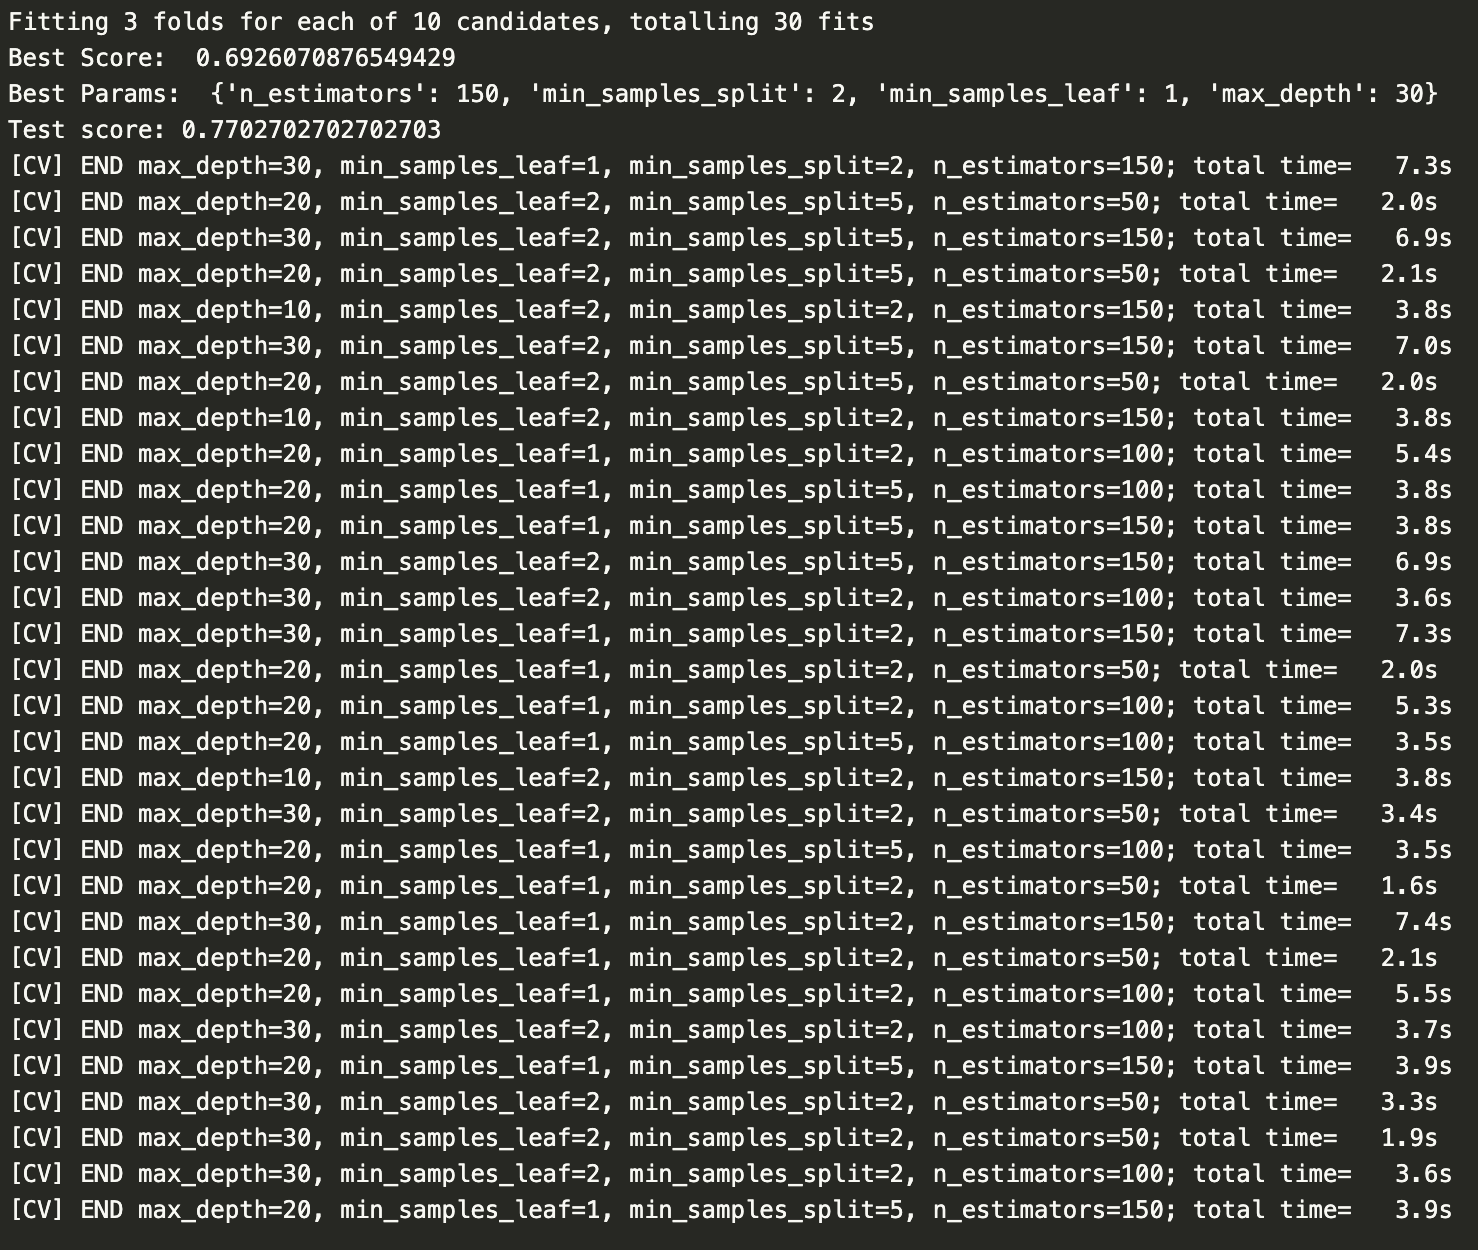 Fitting 3 folds for each of 10 candidates, totalling 30 fits
Best Score:  0.6926070876549429
Best Params:  {'n_estimators': 150, 'min_samples_split': 2, 'min_samples_leaf': 1, 'max_depth': 30}
Test score: 0.7702702702702703
[CV] END max_depth=30, min_samples_leaf=1, min_samples_split=2, n_estimators=150; total time=   7.3s
[CV] END max_depth=20, min_samples_leaf=2, min_samples_split=5, n_estimators=50; total time=   2.0s
[CV] END max_depth=30, min_samples_leaf=2, min_samples_split=5, n_estimators=150; total time=   6.9s
[CV] END max_depth=20, min_samples_leaf=2, min_samples_split=5, n_estimators=50; total time=   2.1s
[CV] END max_depth=10, min_samples_leaf=2, min_samples_split=2, n_estimators=150; total time=   3.8s
[CV] END max_depth=30, min_samples_leaf=2, min_samples_split=5, n_estimators=150; total time=   7.0s
[CV] END max_depth=20, min_samples_leaf=2, min_samples_split=5, n_estimators=50; total time=   2.0s
[CV] END max_depth=10, min_samples_leaf=2, min_samples_split=2, n_estimators=150; total time=   3.8s
[CV] END max_depth=20, min_samples_leaf=1, min_samples_split=2, n_estimators=100; total time=   5.4s
[CV] END max_depth=20, min_samples_leaf=1, min_samples_split=5, n_estimators=100; total time=   3.8s
[CV] END max_depth=20, min_samples_leaf=1, min_samples_split=5, n_estimators=150; total time=   3.8s
[CV] END max_depth=30, min_samples_leaf=2, min_samples_split=5, n_estimators=150; total time=   6.9s
[CV] END max_depth=30, min_samples_leaf=2, min_samples_split=2, n_estimators=100; total time=   3.6s
[CV] END max_depth=30, min_samples_leaf=1, min_samples_split=2, n_estimators=150; total time=   7.3s
[CV] END max_depth=20, min_samples_leaf=1, min_samples_split=2, n_estimators=50; total time=   2.0s
[CV] END max_depth=20, min_samples_leaf=1, min_samples_split=2, n_estimators=100; total time=   5.3s
[CV] END max_depth=20, min_samples_leaf=1, min_samples_split=5, n_estimators=100; total time=   3.5s
[CV] END max_depth=10, min_samples_leaf=2, min_samples_split=2, n_estimators=150; total time=   3.8s
[CV] END max_depth=30, min_samples_leaf=2, min_samples_split=2, n_estimators=50; total time=   3.4s
[CV] END max_depth=20, min_samples_leaf=1, min_samples_split=5, n_estimators=100; total time=   3.5s
[CV] END max_depth=20, min_samples_leaf=1, min_samples_split=2, n_estimators=50; total time=   1.6s
[CV] END max_depth=30, min_samples_leaf=1, min_samples_split=2, n_estimators=150; total time=   7.4s
[CV] END max_depth=20, min_samples_leaf=1, min_samples_split=2, n_estimators=50; total time=   2.1s
[CV] END max_depth=20, min_samples_leaf=1, min_samples_split=2, n_estimators=100; total time=   5.5s
[CV] END max_depth=30, min_samples_leaf=2, min_samples_split=2, n_estimators=100; total time=   3.7s
[CV] END max_depth=20, min_samples_leaf=1, min_samples_split=5, n_estimators=150; total time=   3.9s
[CV] END max_depth=30, min_samples_leaf=2, min_samples_split=2, n_estimators=50; total time=   3.3s
[CV] END max_depth=30, min_samples_leaf=2, min_samples_split=2, n_estimators=50; total time=   1.9s
[CV] END max_depth=30, min_samples_leaf=2, min_samples_split=2, n_estimators=100; total time=   3.6s
[CV] END max_depth=20, min_samples_leaf=1, min_samples_split=5, n_estimators=150; total time=   3.9s